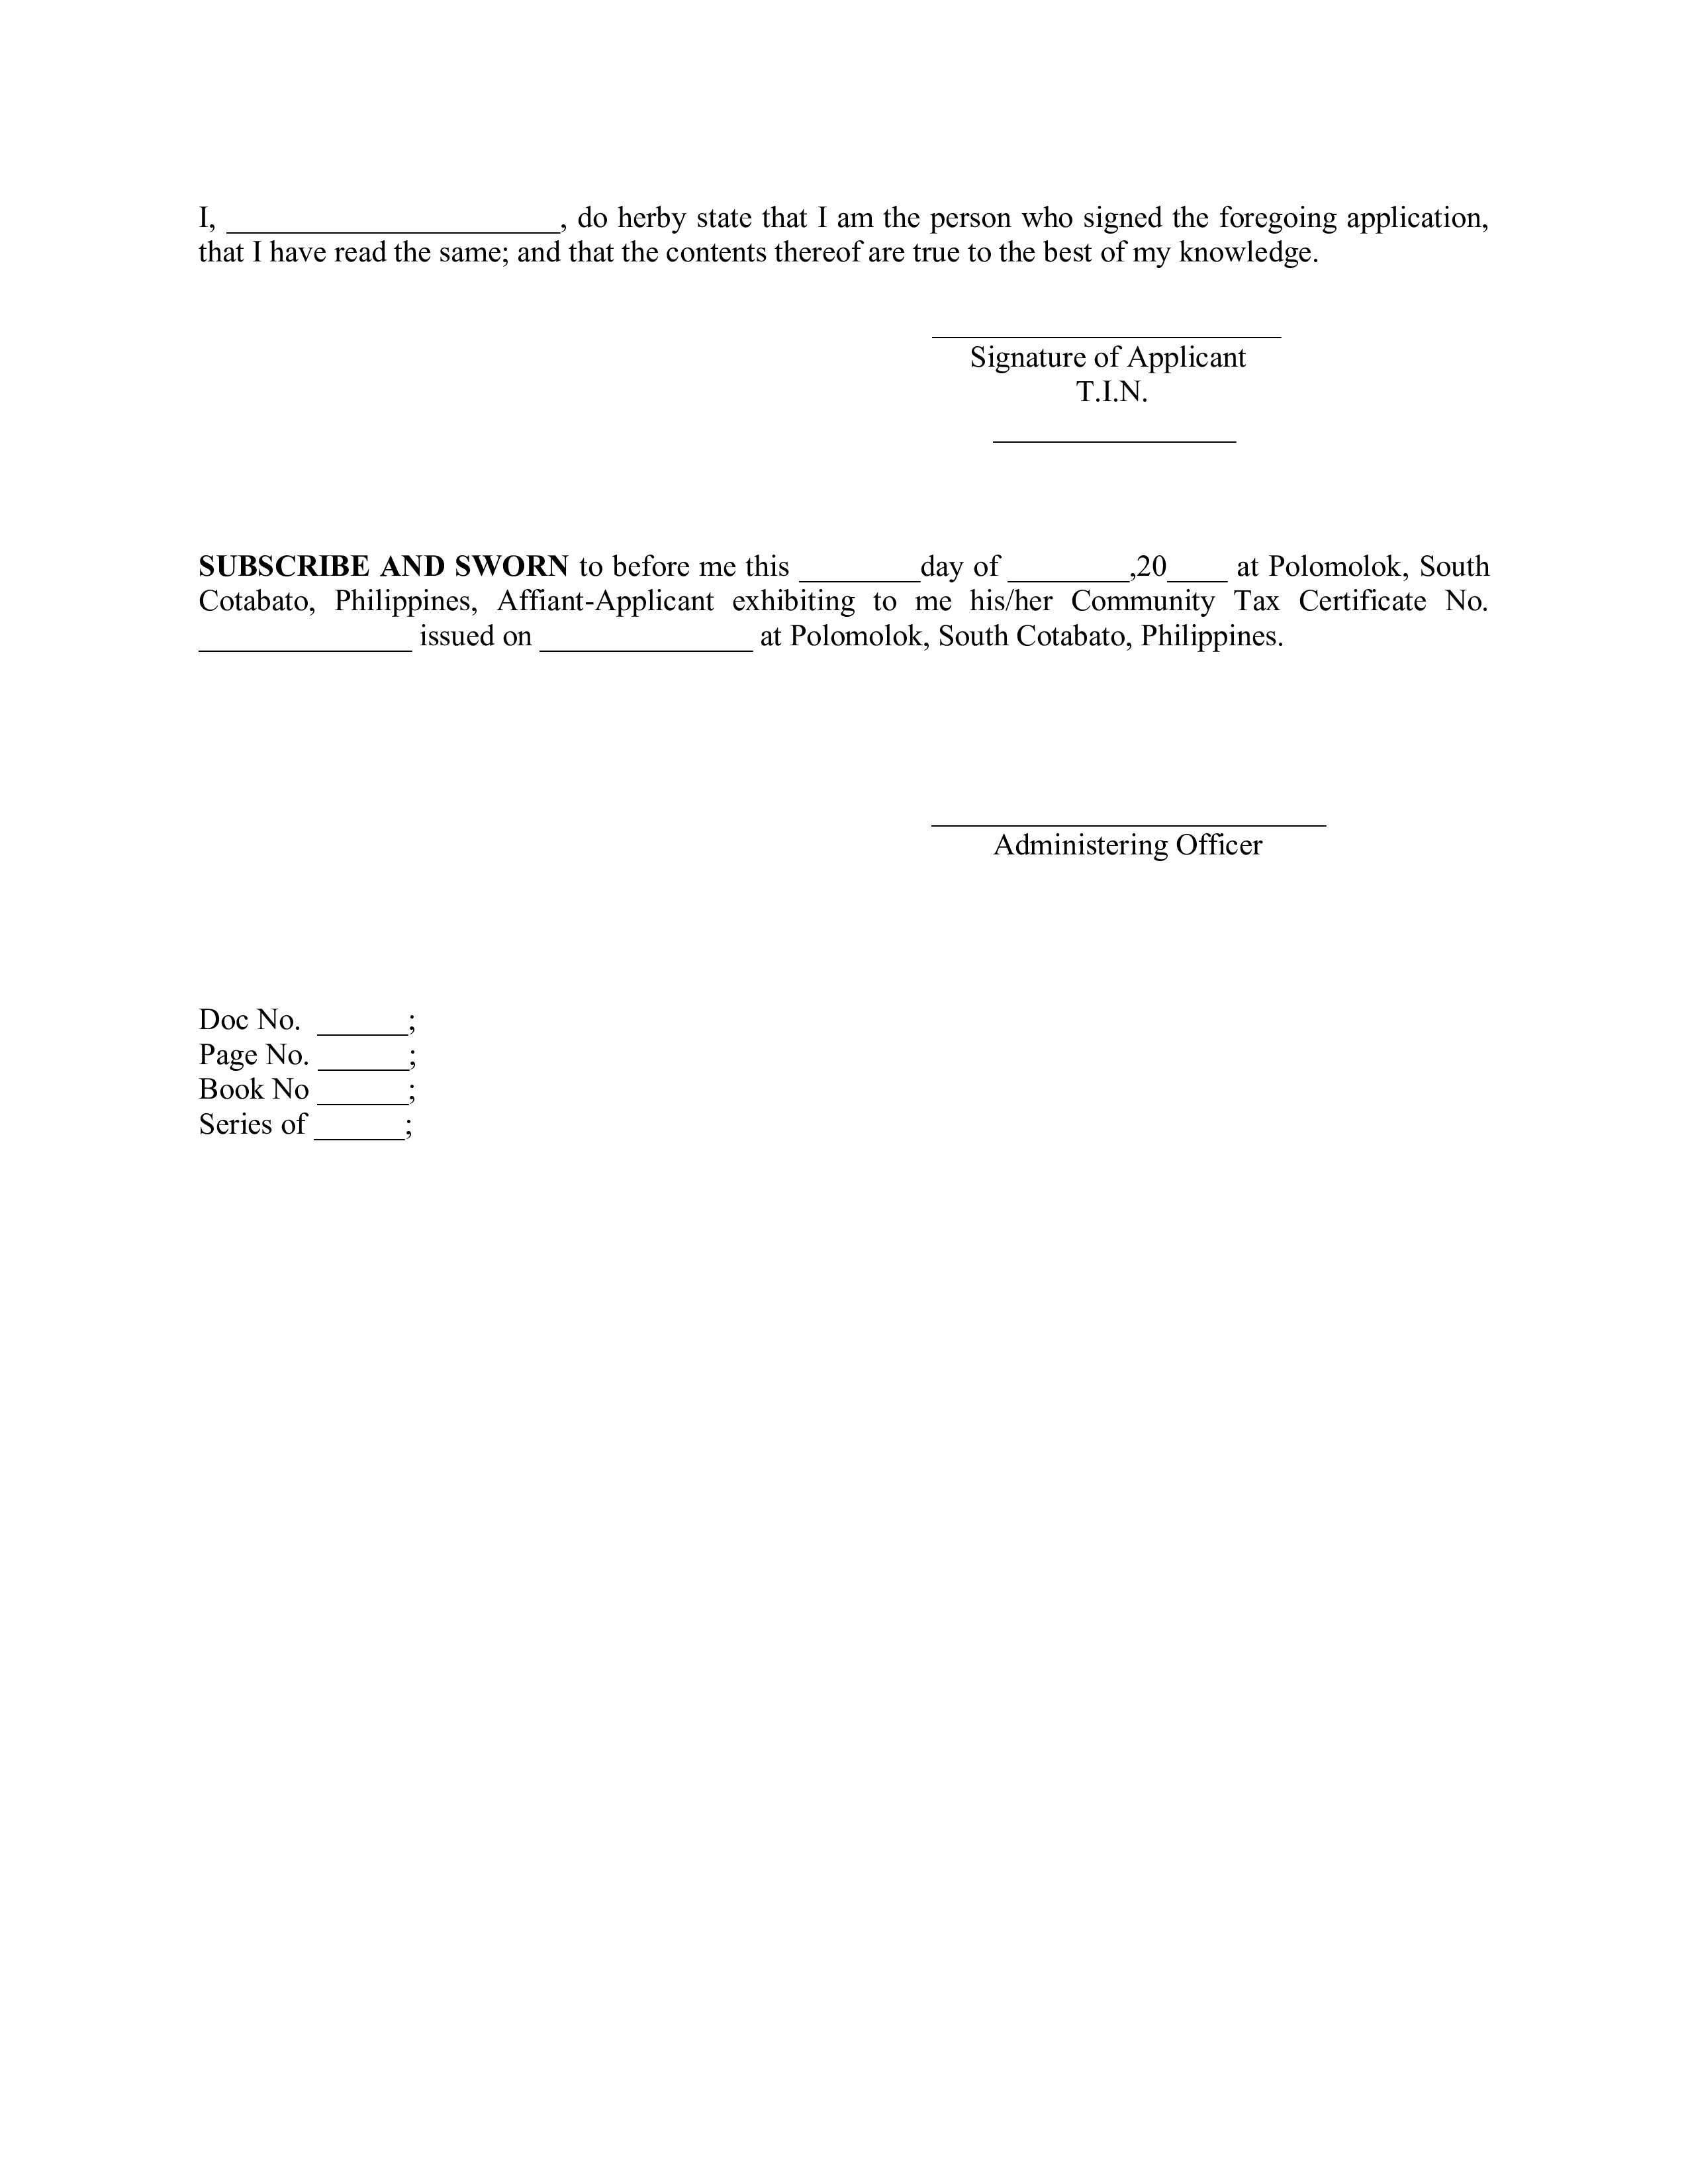 I, ______________________, do herby state that I am the person who signed the foregoing application,
that I have read the same; and that the contents thereof are true to the best of my knowledge.
_______________________
Signature of Applicant
T.I.N.
________________
SUBSCRIBE AND SWORN to before me this ________day of ________,20____ at Polomolok, South
Cotabato, Philippines, Affiant-Applicant exhibiting to me his/her Community Tax Certificate No.
______________ issued on ______________ at Polomolok, South Cotabato, Philippines.
__________________________
Administering Officer
Doc No. ______;
Page No. ______;
Book No ______;
Series of ______;